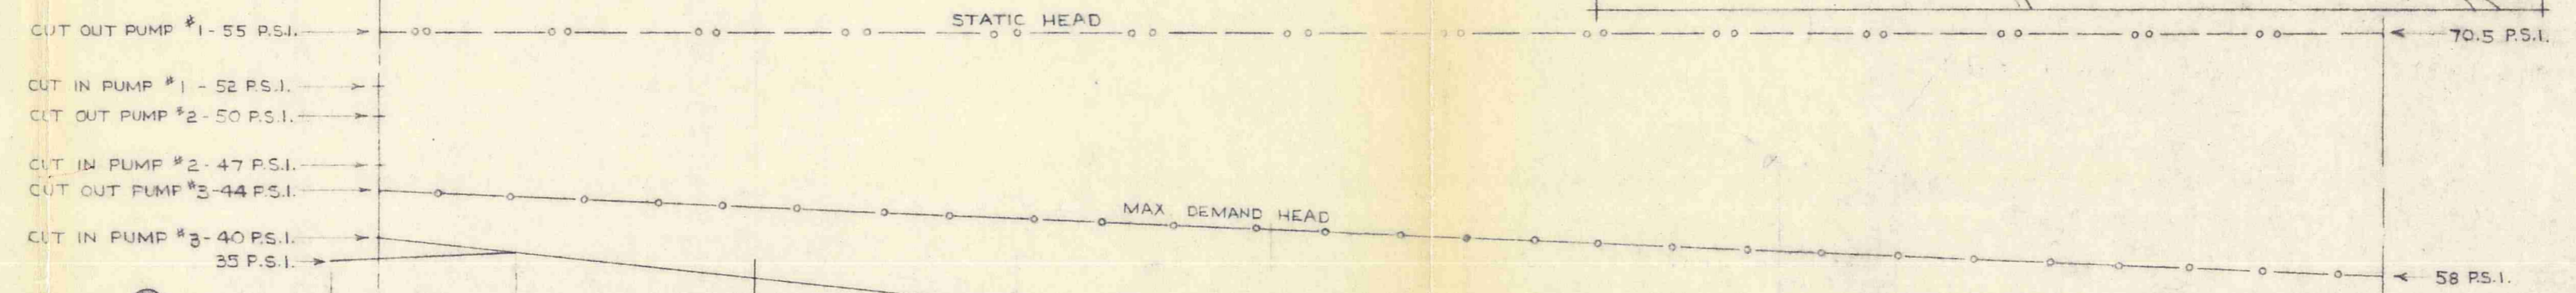 STATIC HEAD
CUT OUT PUMP #1 - 55 P.S.I.
70.5 P.S.I.
CUT IN PUMP #1 - 52 P.S.I.
CUT OUT PUMP #2 - 50 P.S.I.
CUT IN PUMP #2 - 47 P.S.I.
CUT OUT PUMP #3 - 44 P.S.I.
MAX. DEMAND HEAD
CUT IN PUMP #3 - 40 P.S.I.
35 P.S.I.
58 P.S.I.